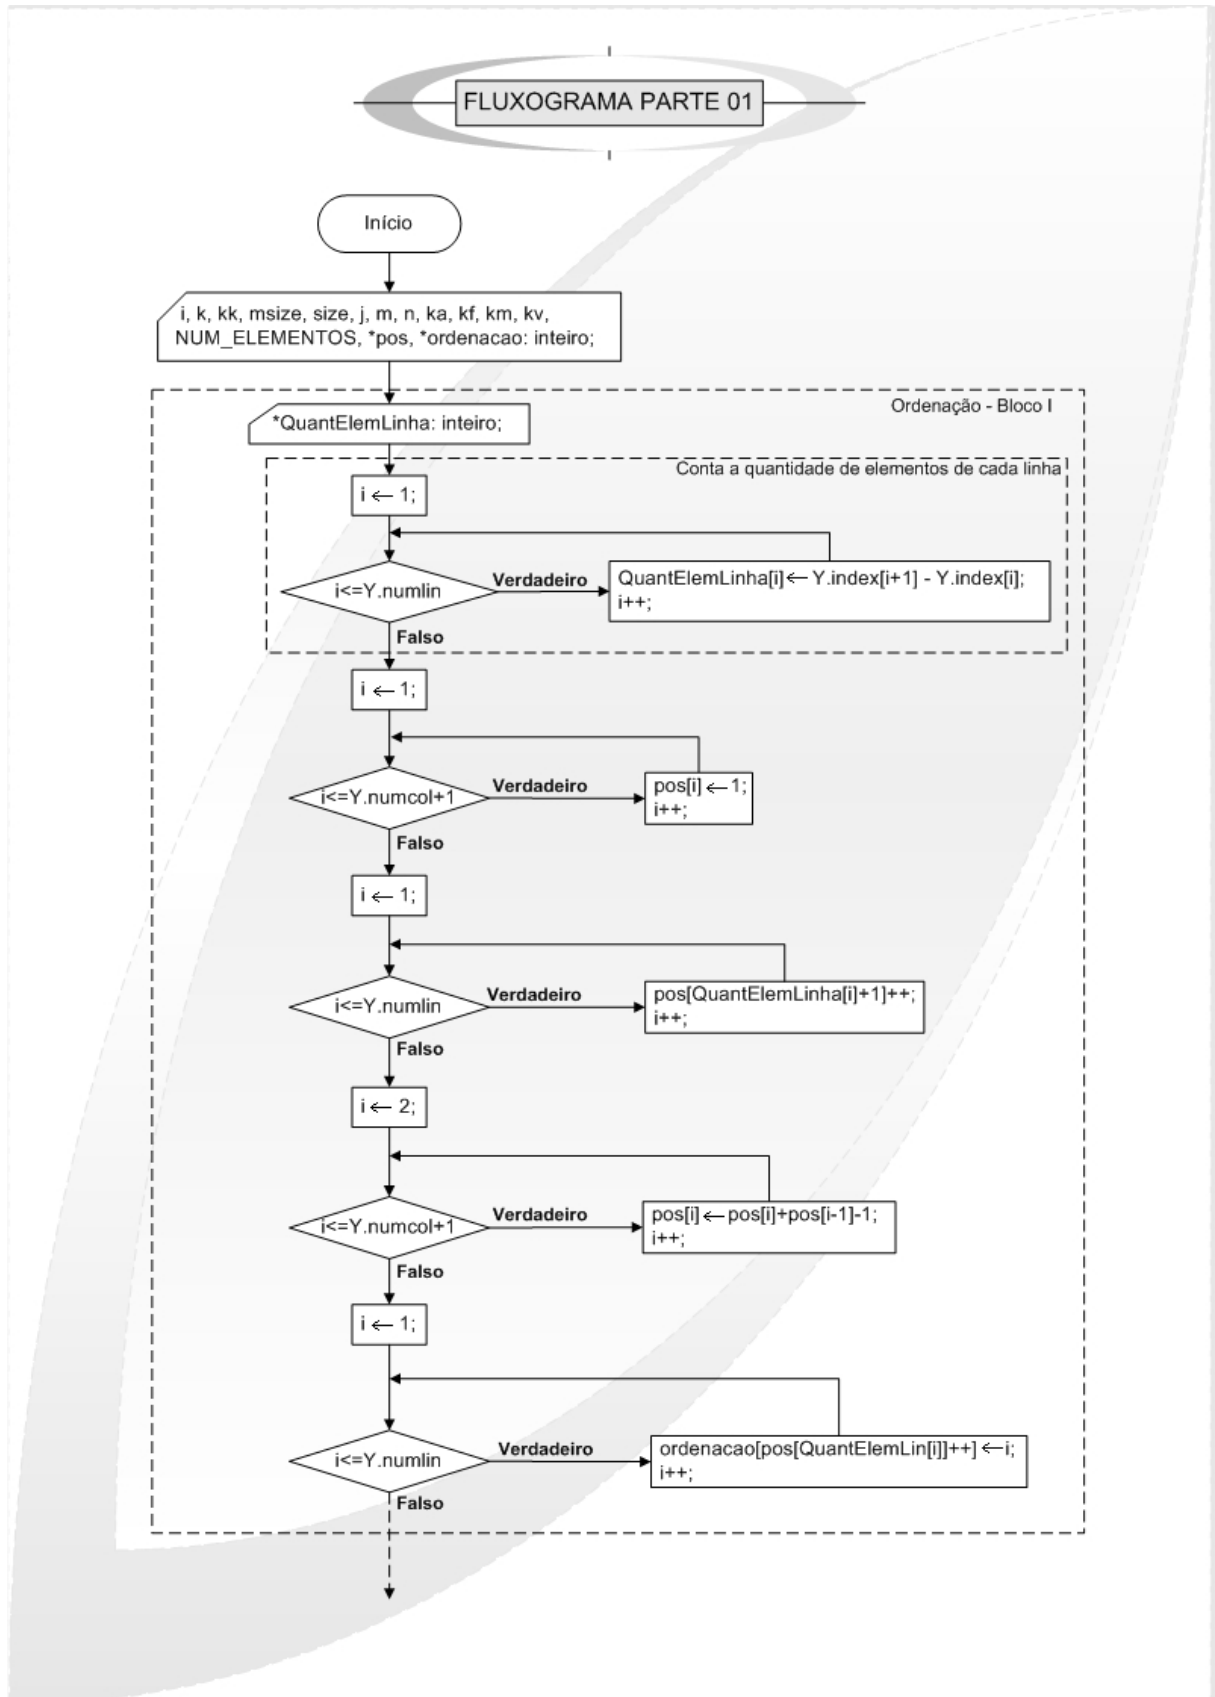 FLUXOGRAMA PARTE 01
Início
i, k, kk, msize, size, j, m, n, ka, kf, km, kv,
NUM_ELEMENTOS, *pos, *ordenacao: inteiro;
Ordenação - Bloco I
*QuantElemLinha: inteiro;
Conta a quantidade de elementos de cada linha
i ← 1;
i<=Y.numlin
Verdadeiro
QuantElemLinha[i] ← Y.index[i+1] - Y.index[i];
i++;
Falso
i ← 1;
i<=Y.numcol+1
Verdadeiro
pos[i] ← 1;
i++;
Falso
i ← 1;
i<=Y.numlin
Verdadeiro
pos[QuantElemLinha[i]+1]++;
i++;
Falso
i ← 2;
i<=Y.numcol+1
Verdadeiro
pos[i] ← pos[i]+pos[i-1]-1;
i++;
Falso
i ← 1;
i<=Y.numlin
Verdadeiro
ordenacao[pos[QuantElemLin[i]]++] ← i;
i++;
Falso